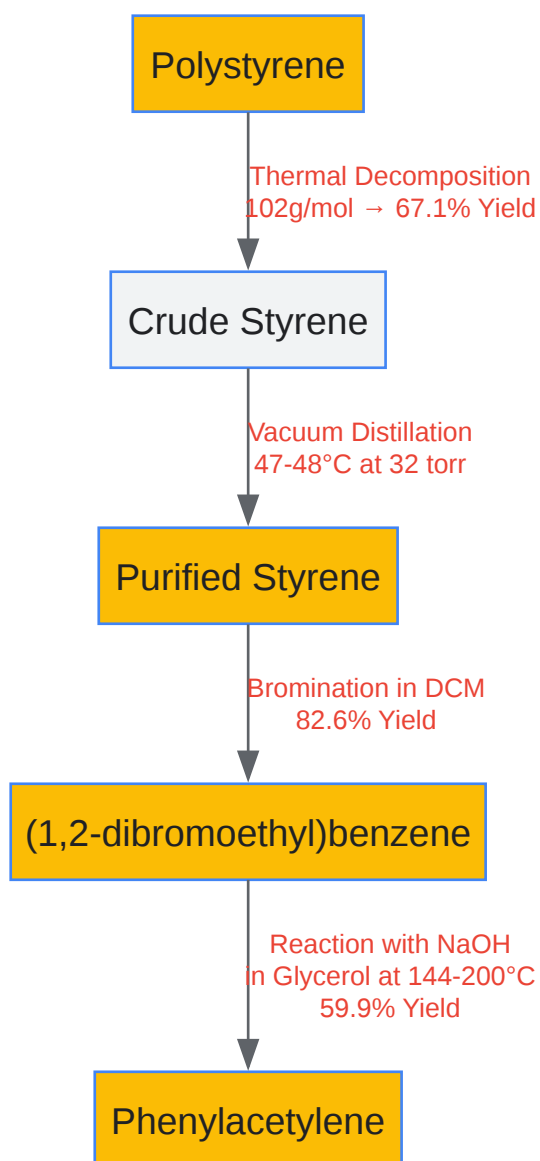 Polystyrene
Thermal Decomposition
102g/mol → 67.1% Yield
Crude Styrene
Vacuum Distillation
47-48°C at 32 torr
Purified Styrene
Bromination in DCM
82.6% Yield
(1,2-dibromoethyl)benzene
Reaction with NaOH
in Glycerol at 144-200°C
59.9% Yield
Phenylacetylene